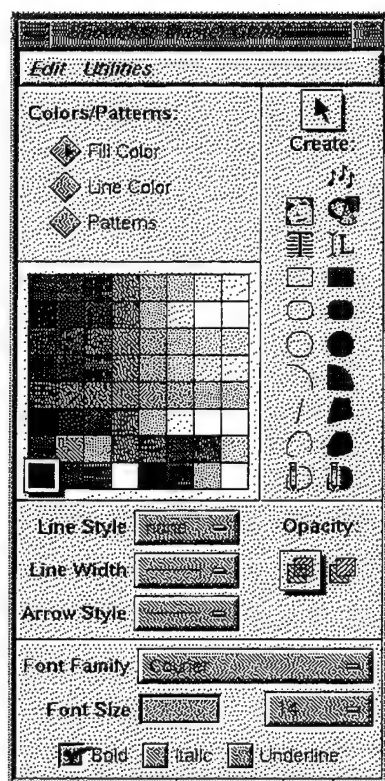 Edit Utilities
Colors/Patterns:
Fill Color
Line Color
Patterns
Create:
L
Line Style none
Line Width
Arrow Style
Opacity:
Font Family Courier
Font Size 14
Bold Italic Underline